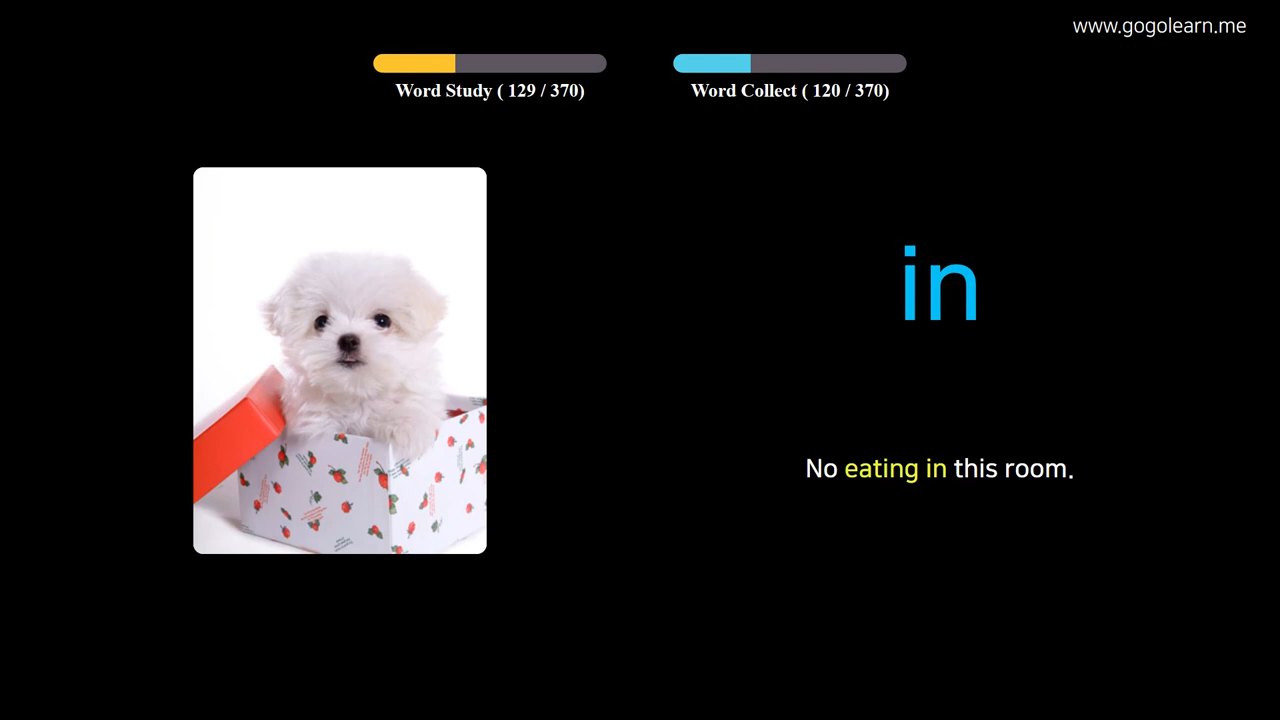 www.gogolearn.me
Word Study ( 129 / 370)
Word Collect ( 120 / 370)
in
No eating in this room.